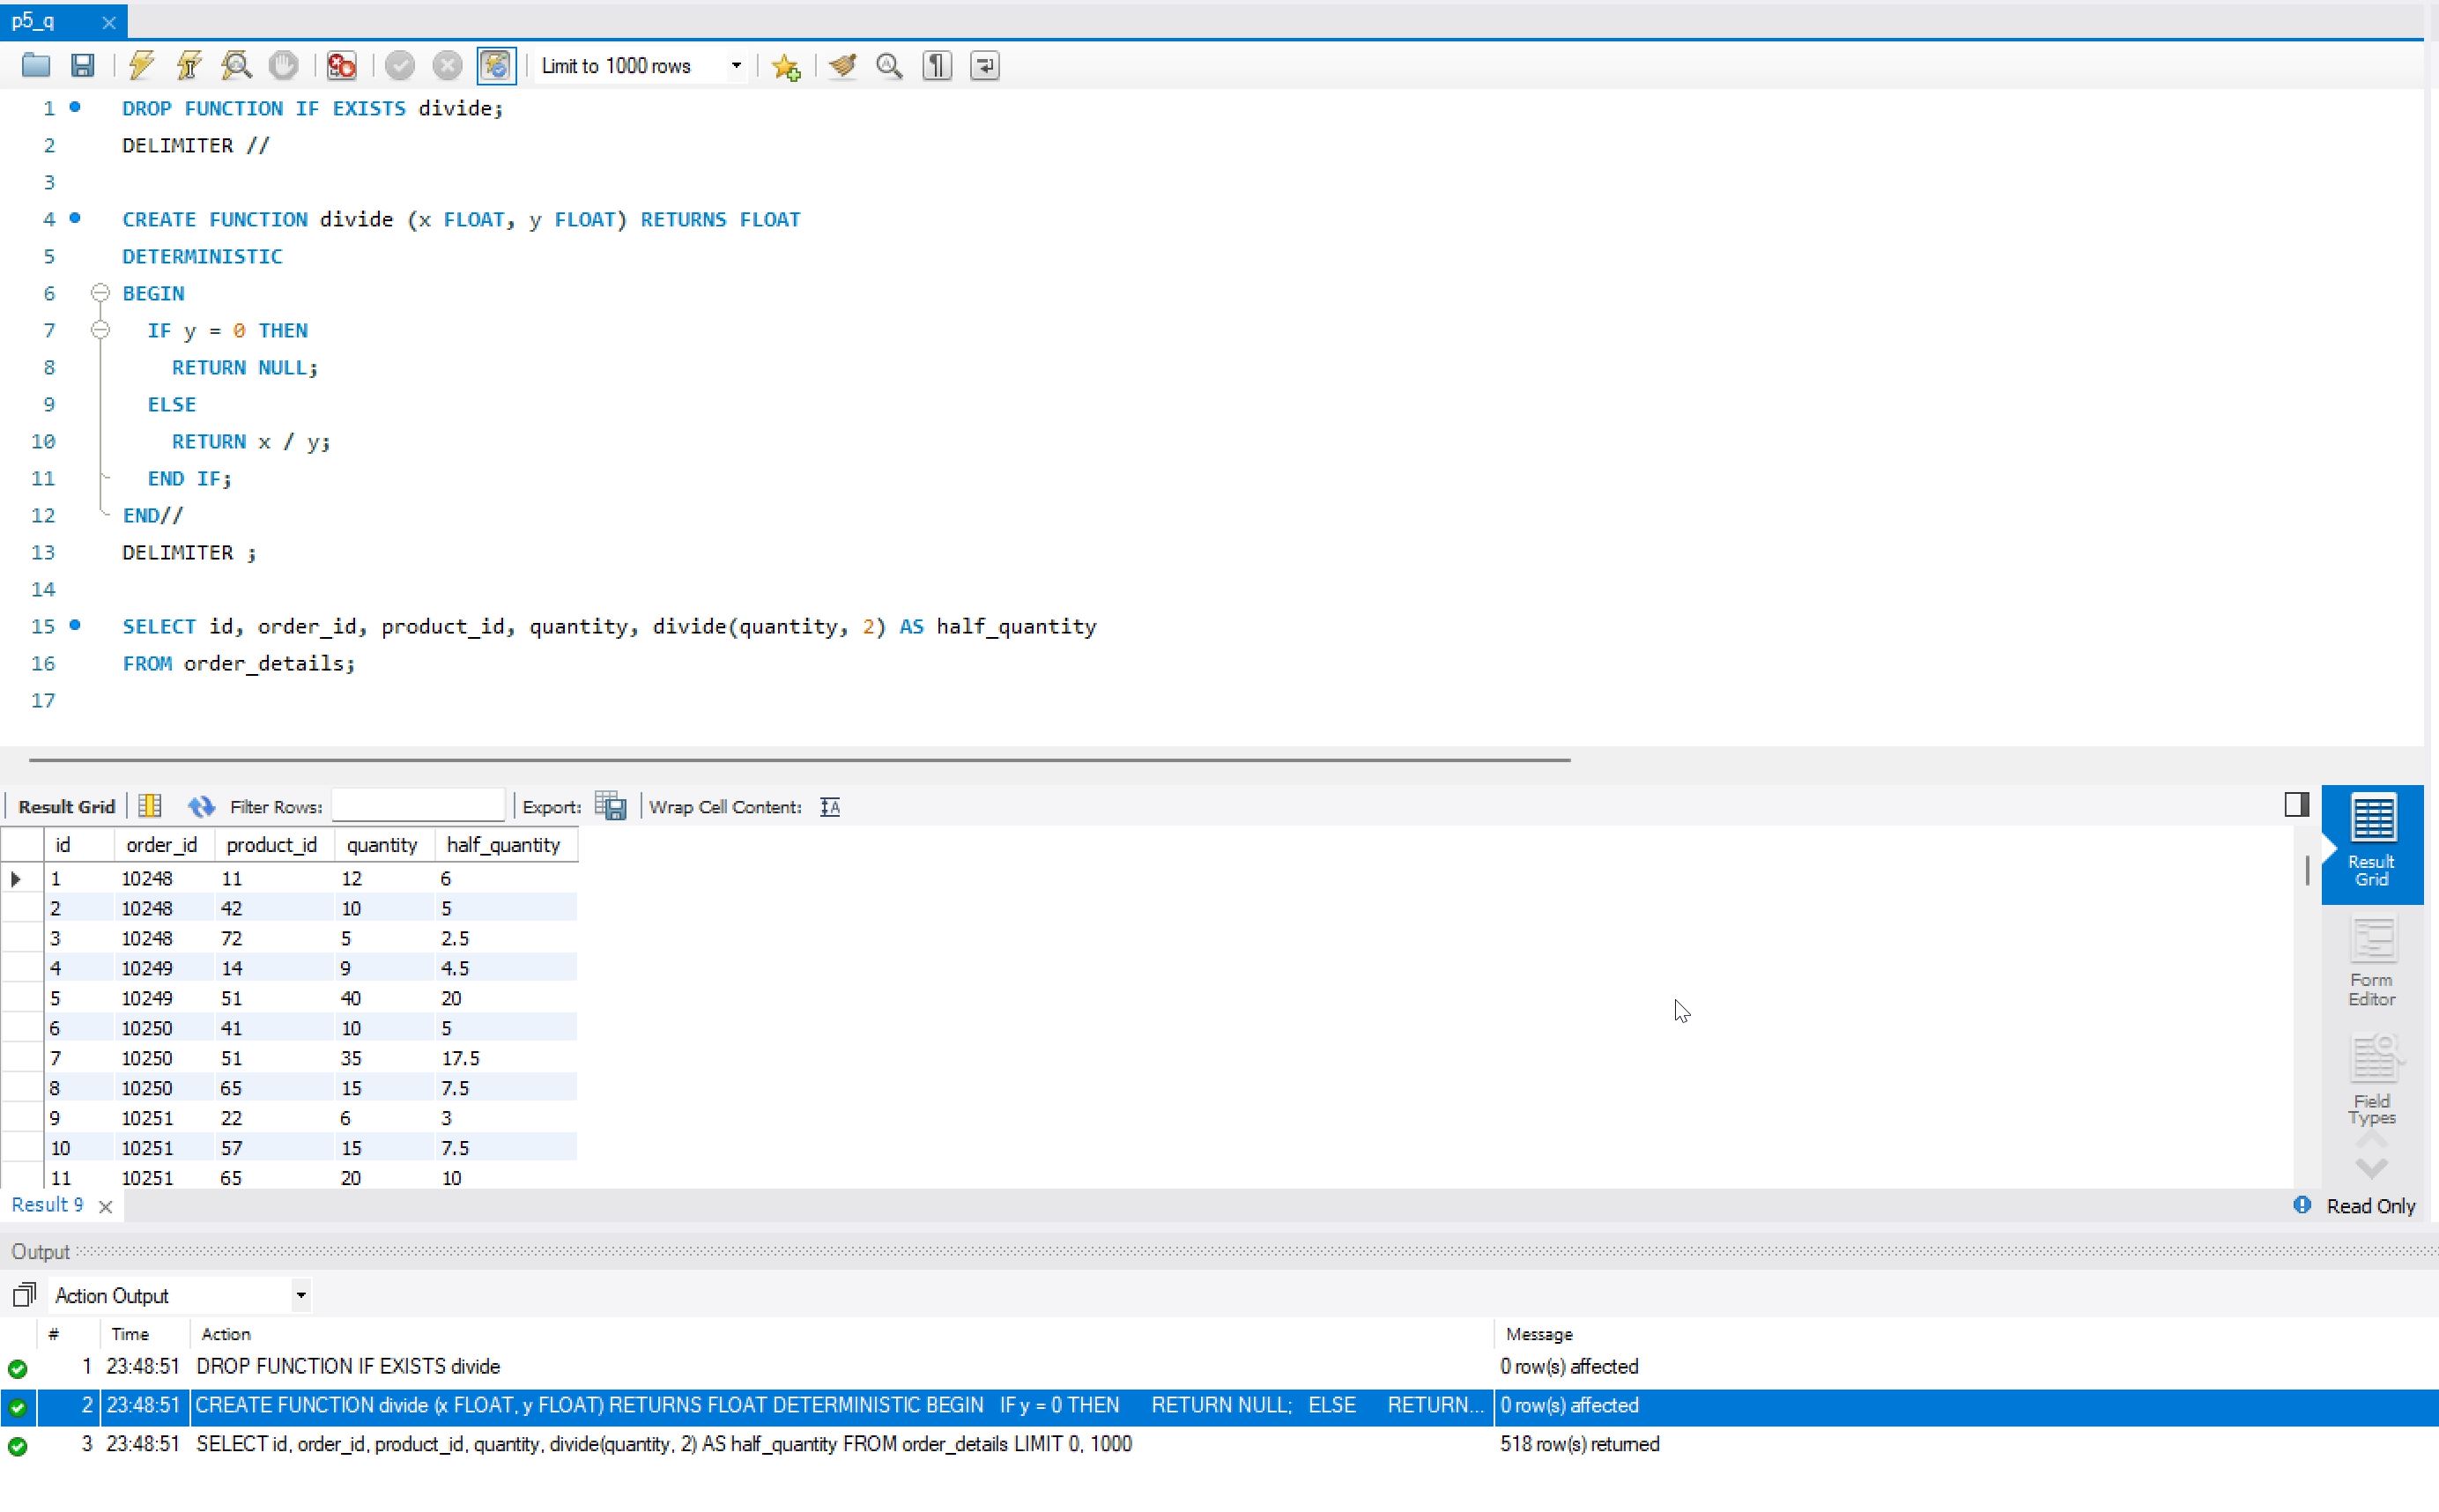 p5_q
Limit to 1000 rows
1 DROP FUNCTION IF EXISTS divide;
2 DELIMITER //
3
4 CREATE FUNCTION divide (x FLOAT, y FLOAT) RETURNS FLOAT
5 DETERMINISTIC
6 BEGIN
7 IF y = 0 THEN
8 RETURN NULL;
9 ELSE
10 RETURN x / y;
11 END IF;
12 END//
13 DELIMITER ;
14
15 SELECT id, order_id, product_id, quantity, divide(quantity, 2) AS half_quantity
16 FROM order_details;
17
Result Grid Filter Rows: Export: Wrap Cell Content:
id order_id product_id quantity half_quantity
1 10248 11 12 6
2 10248 42 10 5
3 10248 72 5 2.5
4 10249 14 9 4.5
5 10249 51 40 20
6 10250 41 10 5
7 10250 51 35 17.5
8 10250 65 15 7.5
9 10251 22 6 3
10 10251 57 15 7.5
11 10251 65 20 10
Result
Grid
Form
Editor
Field
Types
Result 9
Read Only
Output
Action Output
# Time Action Message
1 23:48:51 DROP FUNCTION IF EXISTS divide 0 row(s) affected
2 23:48:51 CREATE FUNCTION divide (x FLOAT, y FLOAT) RETURNS FLOAT DETERMINISTIC BEGIN IF y = 0 THEN RETURN NULL; ELSE RETURN... 0 row(s) affected
3 23:48:51 SELECT id, order_id, product_id, quantity, divide(quantity, 2) AS half_quantity FROM order_details LIMIT 0, 1000 518 row(s) returned